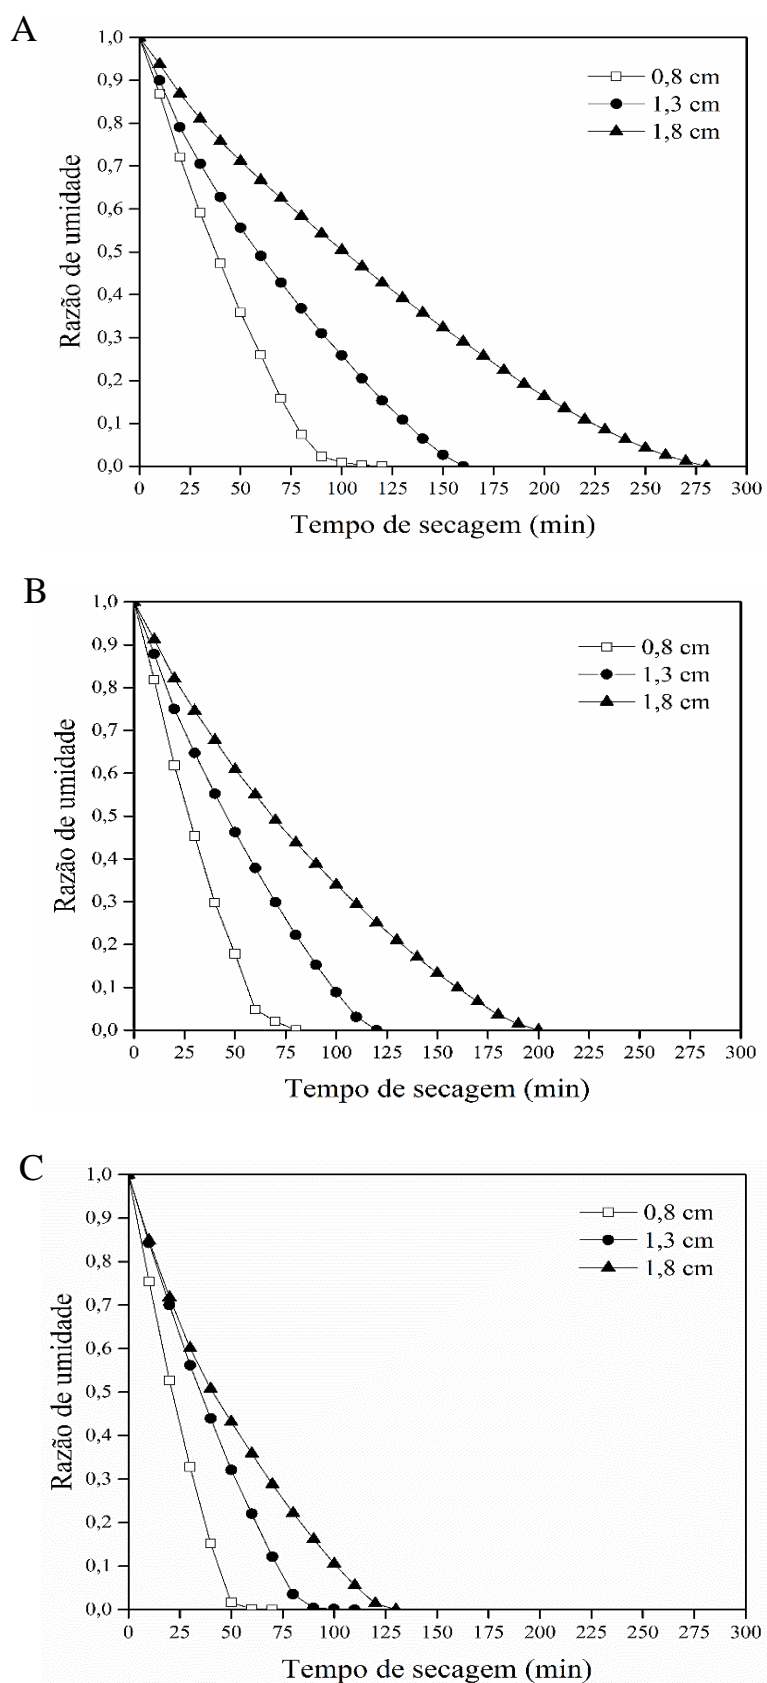 A
1,0
0,9
0,8
0,7
0,6
0,5
0,4
0,3
0,2
0,1
0,0
Razão de umidade
0,8 cm
1,3 cm
1,8 cm
0 25 50 75 100 125 150 175 200 225 250 275 300
Tempo de secagem (min)
B
1,0
0,9
0,8
0,7
0,6
0,5
0,4
0,3
0,2
0,1
0,0
Razão de umidade
0,8 cm
1,3 cm
1,8 cm
0 25 50 75 100 125 150 175 200 225 250 275 300
Tempo de secagem (min)
C
1,0
0,9
0,8
0,7
0,6
0,5
0,4
0,3
0,2
0,1
0,0
Razão de umidade
0,8 cm
1,3 cm
1,8 cm
0 25 50 75 100 125 150 175 200 225 250 275 300
Tempo de secagem (min)